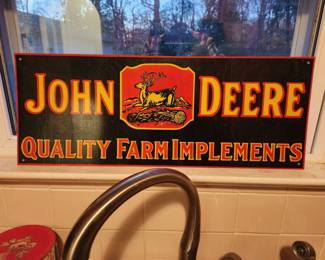 JOHN DEERE
QUALITY FARM IMPLEMENTS